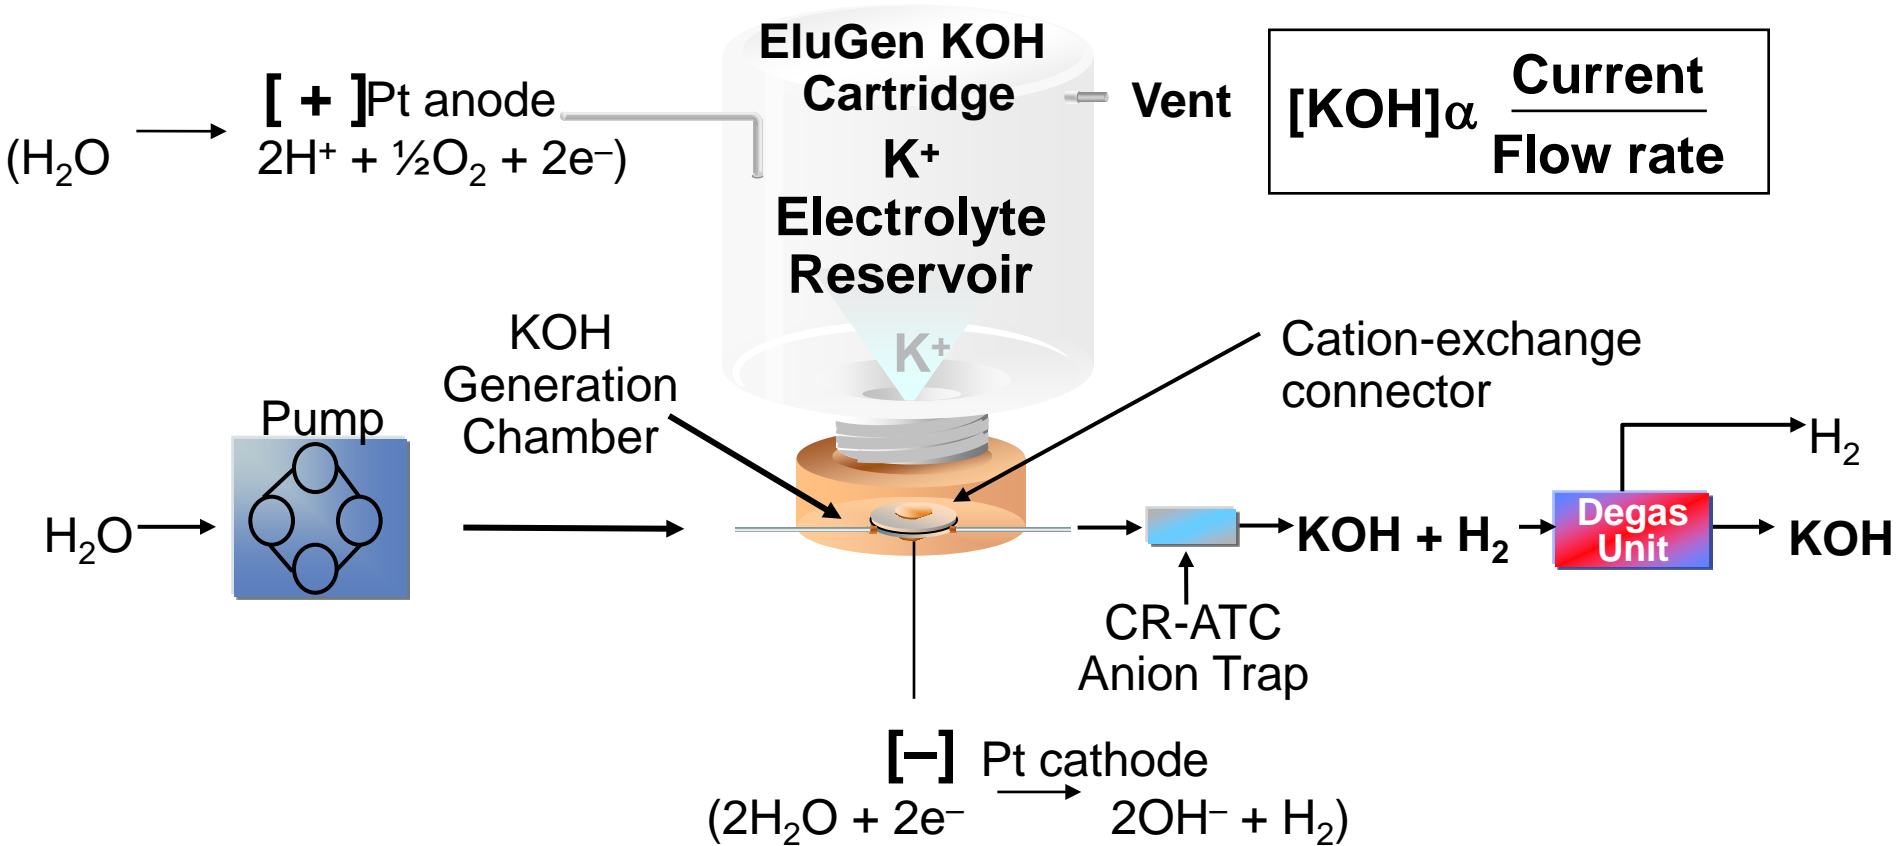 EluGen KOH
Cartridge
K⁺
Electrolyte
Reservoir
K⁺
[ + ]Pt anode
(H₂O → 2H⁺ + ½O₂ + 2e⁻)
Vent
[KOH]α Current
Flow rate
KOH
Generation
Chamber
Cation-exchange
connector
Pump
H₂O
CR-ATC
Anion Trap
KOH + H₂
Degas
Unit
H₂
KOH
[−] Pt cathode
(2H₂O + 2e⁻ → 2OH⁻ + H₂)